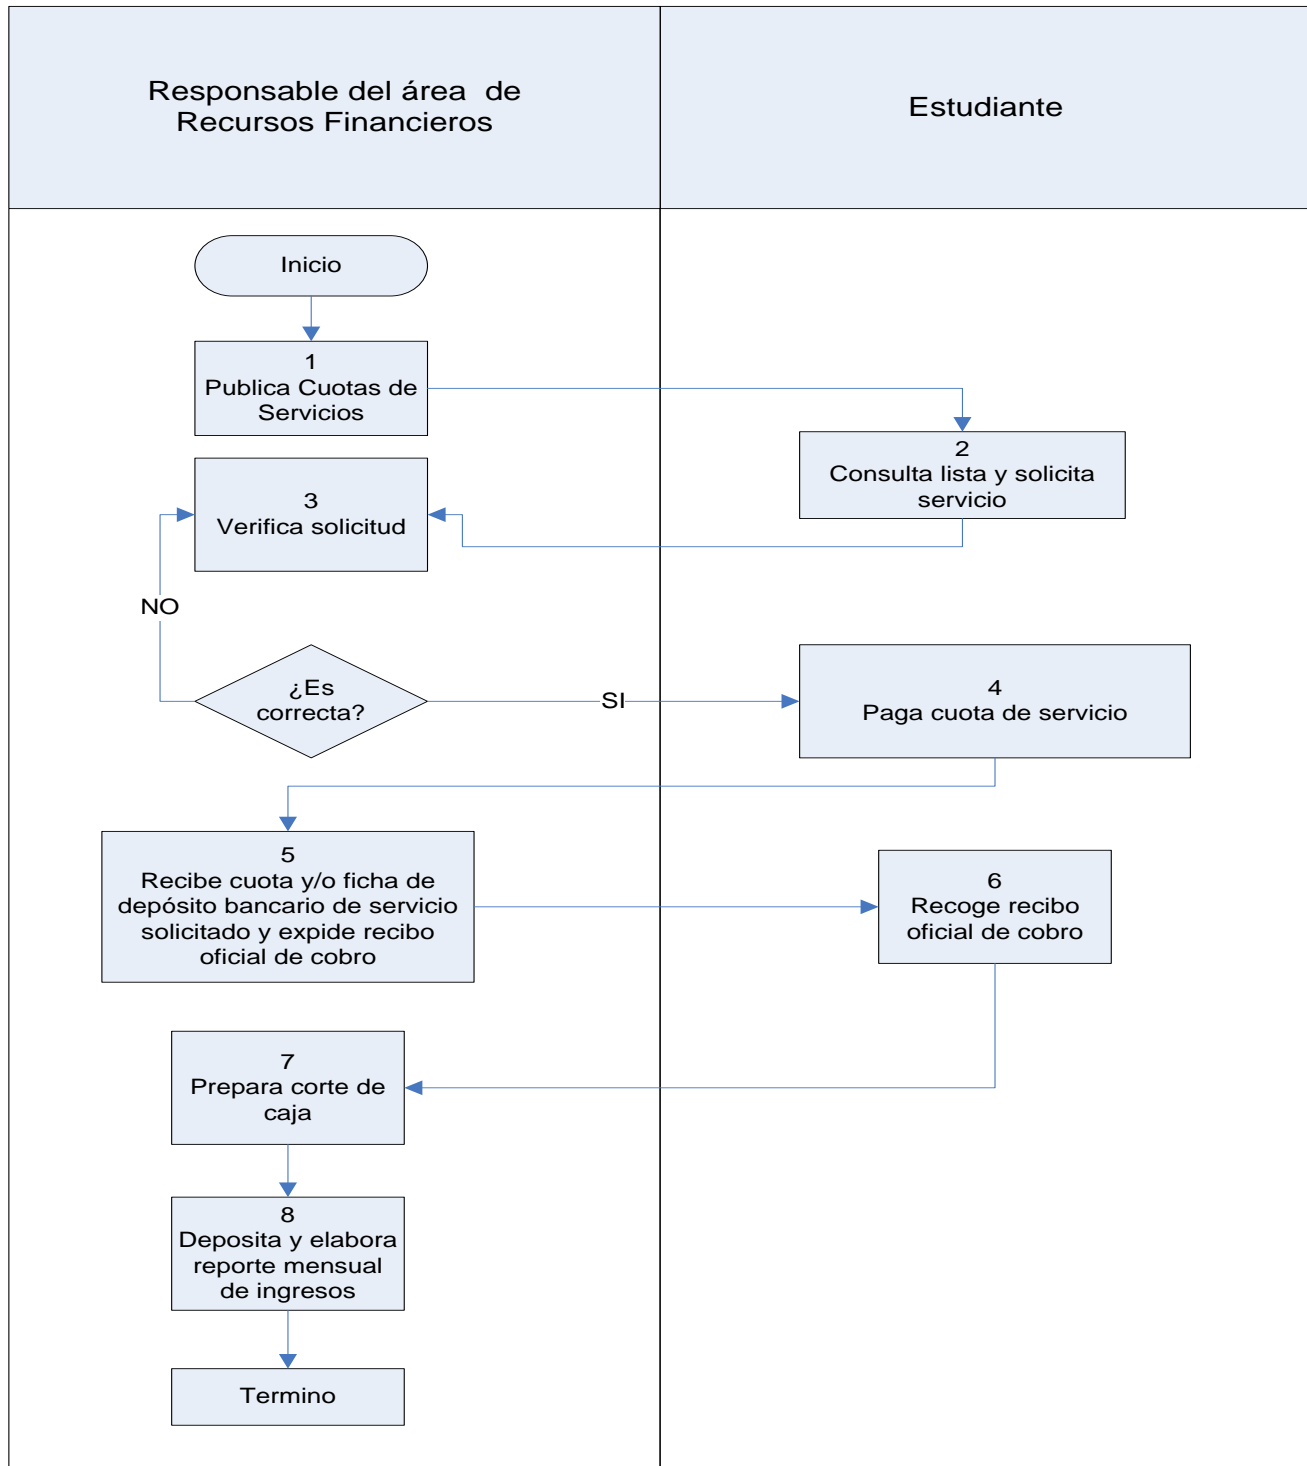 Responsable del área de
Recursos Financieros
Estudiante
Inicio
1
Publica Cuotas de
Servicios
2
Consulta lista y solicita
servicio
3
Verifica solicitud
NO
¿Es
correcta?
SI
4
Paga cuota de servicio
5
Recibe cuota y/o ficha de
depósito bancario de servicio
solicitado y expide recibo
oficial de cobro
6
Recoge recibo
oficial de cobro
7
Prepara corte de
caja
8
Deposita y elabora
reporte mensual
de ingresos
Termino